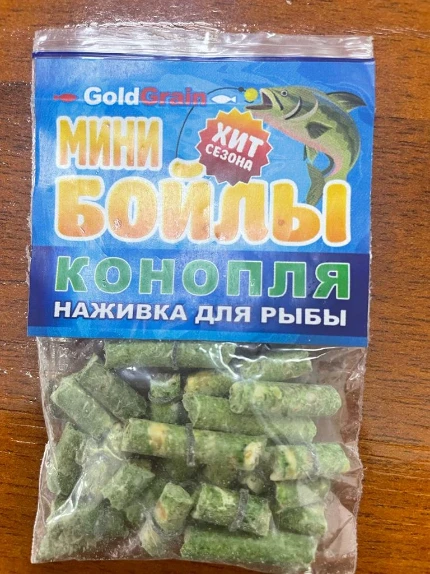 GoldGrain
МИНИ
ХИТ
СЕЗОНА
БОЙЛЫ
КОНОПЛЯ
НАЖИВКА ДЛЯ РЫБЫ